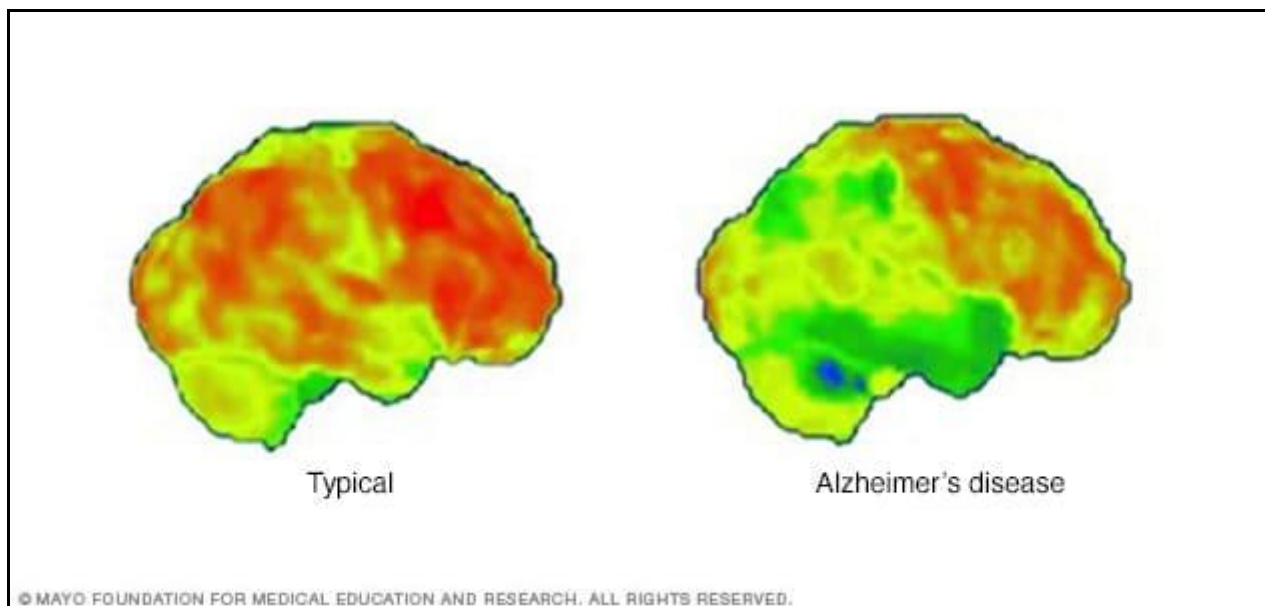 Typical
Alzheimer's disease
© MAYO FOUNDATION FOR MEDICAL EDUCATION AND RESEARCH. ALL RIGHTS RESERVED.